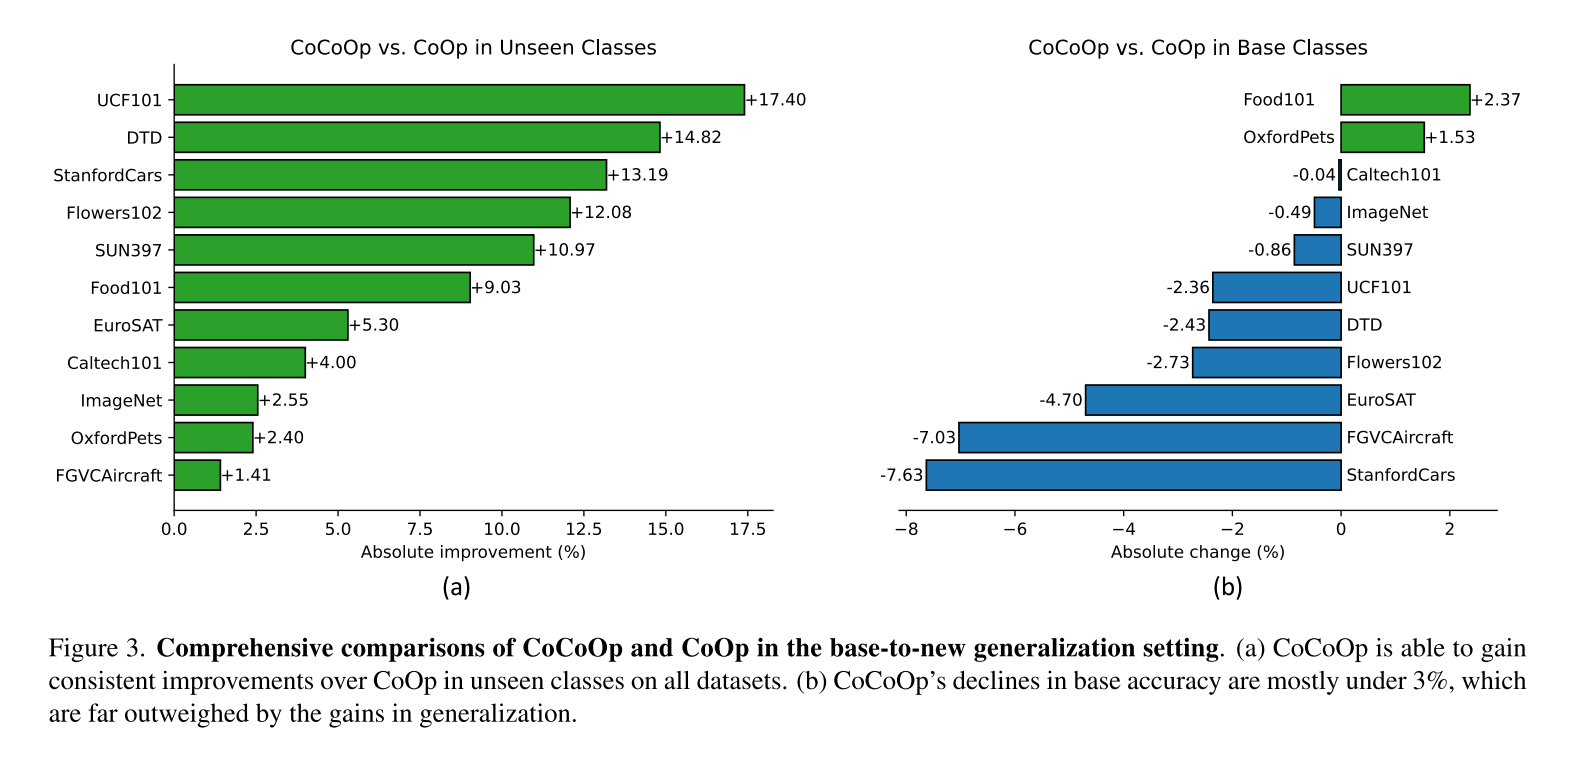 CoCoOp vs. CoOp in Unseen Classes
UCF101 +17.40
DTD +14.82
StanfordCars +13.19
Flowers102 +12.08
SUN397 +10.97
Food101 +9.03
EuroSAT +5.30
Caltech101 +4.00
ImageNet +2.55
OxfordPets +2.40
FGVCAircraft +1.41
0.0 2.5 5.0 7.5 10.0 12.5 15.0 17.5
Absolute improvement (%)
(a)
CoCoOp vs. CoOp in Base Classes
Food101 +2.37
OxfordPets +1.53
-0.04 Caltech101
-0.49 ImageNet
-0.86 SUN397
-2.36 UCF101
-2.43 DTD
-2.73 Flowers102
-4.70 EuroSAT
-7.03 FGVCAircraft
-7.63 StanfordCars
−8 −6 −4 −2 0 2
Absolute change (%)
(b)
Figure 3. Comprehensive comparisons of CoCoOp and CoOp in the base-to-new generalization setting. (a) CoCoOp is able to gain
consistent improvements over CoOp in unseen classes on all datasets. (b) CoCoOp’s declines in base accuracy are mostly under 3%, which
are far outweighed by the gains in generalization.